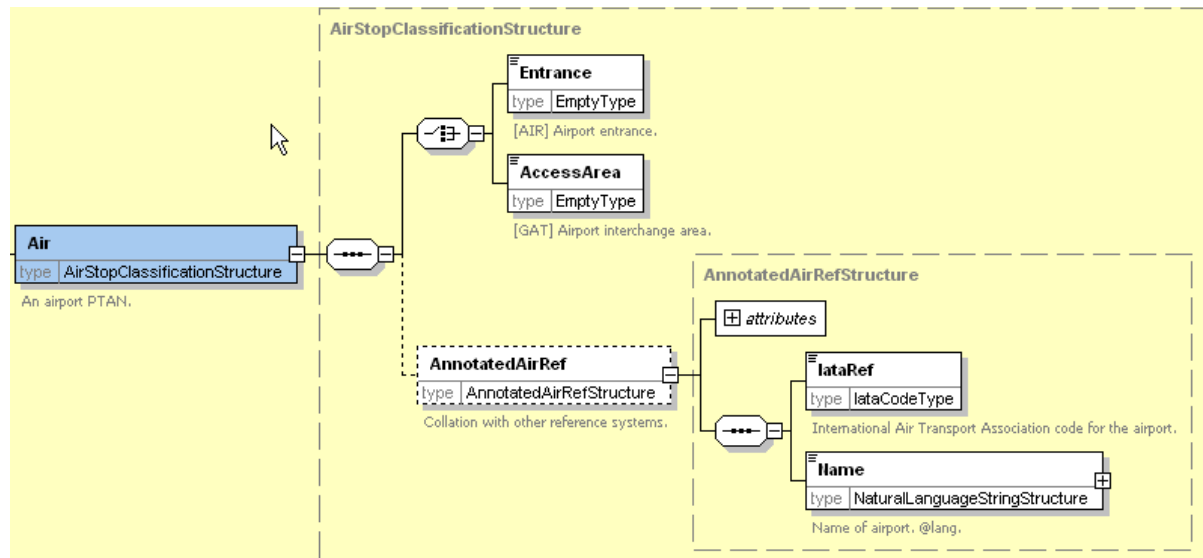 AirStopClassificationStructure
Entrance
type EmptyType
[AIR] Airport entrance.
AccessArea
type EmptyType
[GAT] Airport interchange area.
Air
type AirStopClassificationStructure
An airport PTAN.
AnnotatedAirRefStructure
attributes
AnnotatedAirRef
type AnnotatedAirRefStructure
Collation with other reference systems.
IataRef
type IataCodeType
International Air Transport Association code for the airport.
Name
type NaturalLanguageStringStructure
Name of airport. @lang.